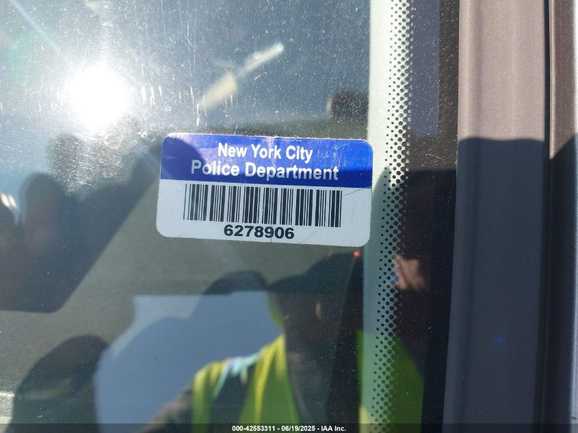 New York City
Police Department
6278906
000-42553311 - 06/19/2025 - IAA Inc.